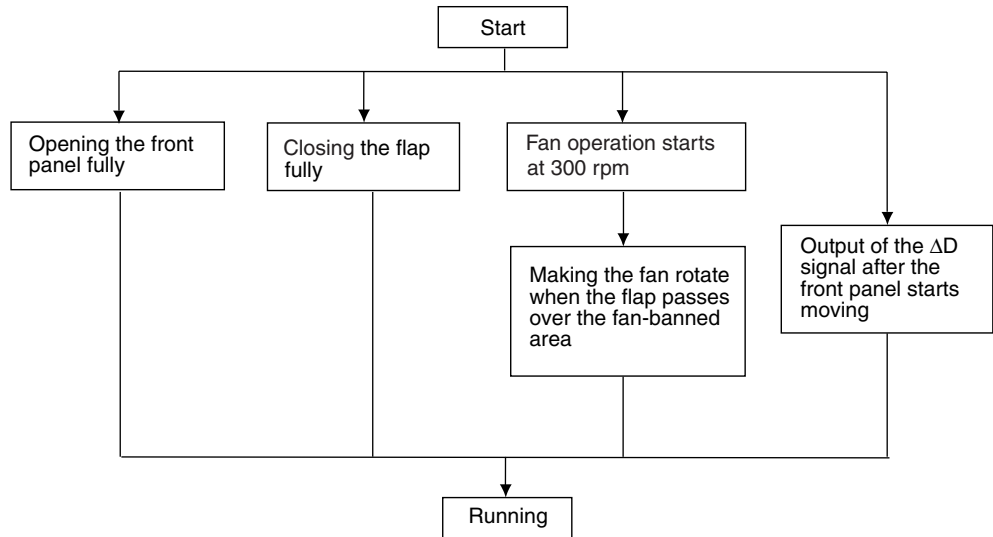 Start
Opening the front
panel fully
Closing the flap
fully
Fan operation starts
at 300 rpm
Making the fan rotate
when the flap passes
over the fan-banned
area
Output of the ΔD
signal after the
front panel starts
moving
Running